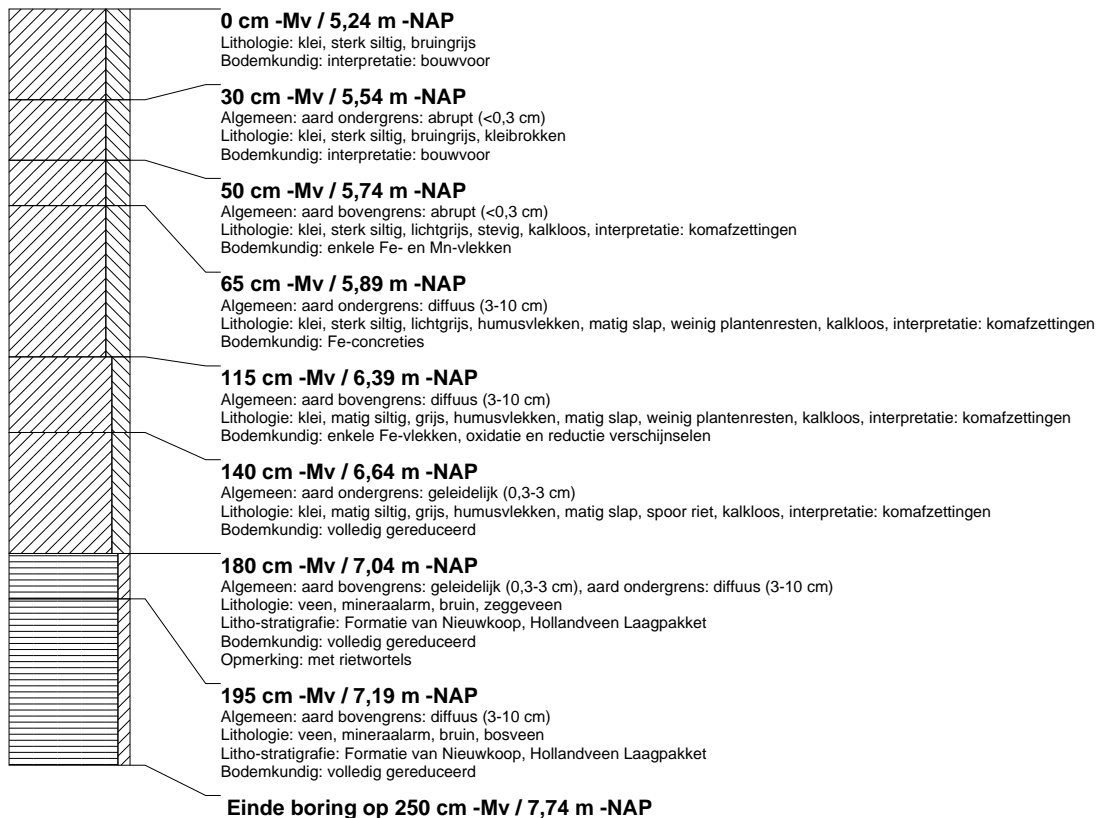 0 cm -Mv / 5,24 m -NAP
Lithologie: klei, sterk siltig, bruingrijs
Bodemkundig: interpretatie: bouwvoor
30 cm -Mv / 5,54 m -NAP
Algemeen: aard ondergrens: abrupt (<0,3 cm)
Lithologie: klei, sterk siltig, bruingrijs, kleibrokken
Bodemkundig: interpretatie: bouwvoor
50 cm -Mv / 5,74 m -NAP
Algemeen: aard bovengrens: abrupt (<0,3 cm)
Lithologie: klei, sterk siltig, lichtgrijs, stevig, kalkloos, interpretatie: komafzettingen
Bodemkundig: enkele Fe- en Mn-vlekken
65 cm -Mv / 5,89 m -NAP
Algemeen: aard ondergrens: diffuus (3-10 cm)
Lithologie: klei, sterk siltig, lichtgrijs, humusvlekken, matig slap, weinig plantenresten, kalkloos, interpretatie: komafzettingen
Bodemkundig: Fe-concreties
115 cm -Mv / 6,39 m -NAP
Algemeen: aard bovengrens: diffuus (3-10 cm)
Lithologie: klei, matig siltig, grijs, humusvlekken, matig slap, weinig plantenresten, kalkloos, interpretatie: komafzettingen
Bodemkundig: enkele Fe-vlekken, oxidatie en reductie verschijnselen
140 cm -Mv / 6,64 m -NAP
Algemeen: aard ondergrens: geleidelijk (0,3-3 cm)
Lithologie: klei, matig siltig, grijs, humusvlekken, matig slap, spoor riet, kalkloos, interpretatie: komafzettingen
Bodemkundig: volledig gereduceerd
180 cm -Mv / 7,04 m -NAP
Algemeen: aard bovengrens: geleidelijk (0,3-3 cm), aard ondergrens: diffuus (3-10 cm)
Lithologie: veen, mineraalarm, bruin, zeggeveen
Litho-stratigrafie: Formatie van Nieuwkoop, Hollandveen Laagpakket
Bodemkundig: volledig gereduceerd
Opmerking: met rietwortels
195 cm -Mv / 7,19 m -NAP
Algemeen: aard bovengrens: diffuus (3-10 cm)
Lithologie: veen, mineraalarm, bruin, bosveen
Litho-stratigrafie: Formatie van Nieuwkoop, Hollandveen Laagpakket
Bodemkundig: volledig gereduceerd
Einde boring op 250 cm -Mv / 7,74 m -NAP